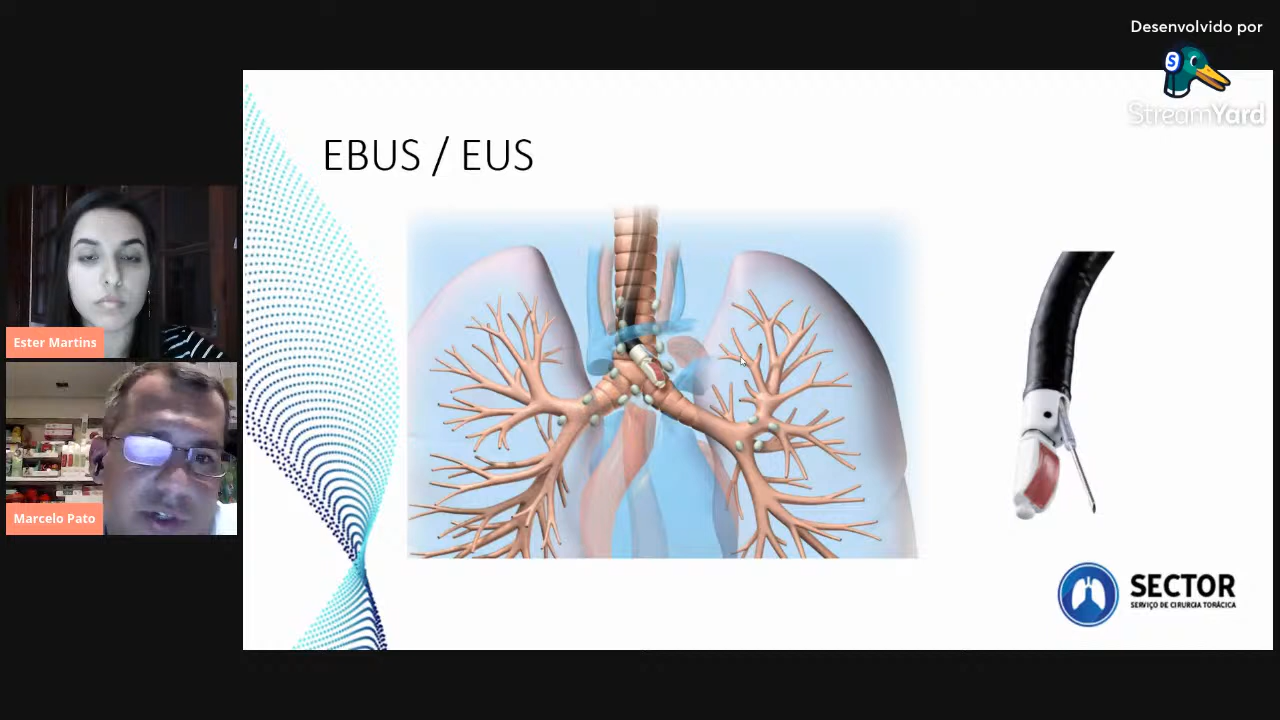 Desenvolvido por
StreamYard
EBUS / EUS
Ester Martins
Marcelo Pato
SECTOR
SERVIÇO DE CIRURGIA TORÁCICA